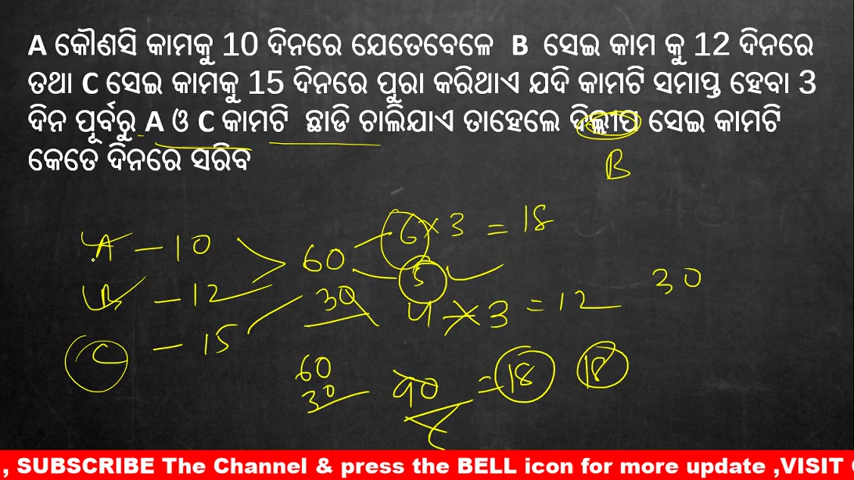 A କୌଣସି କାମକୁ 10 ଦିନରେ ଯେତେବେଳେ B ସେଇ କାମ କୁ 12 ଦିନରେ
ତଥା C ସେଇ କାମକୁ 15 ଦିନରେ ପୁରା କରିଥାଏ ଯଦି କାମଟି ସମାପ୍ତ ହେବା 3
ଦିନ ପୂର୍ବରୁ A ଓ C କାମଟି ଛାଡି ଚାଲିଯାଏ ତାହେଲେ ଦିଲ୍ଲୀପ ସେଇ କାମଟି
କେତେ ଦିନରେ ସରିବ
B
A - 10
60
6 x 3 = 18
5
B - 12
30
4 x 3 = 12
30
C - 15
60
30
90
= 18
18
, SUBSCRIBE The Channel & press the BELL icon for more update ,VISIT